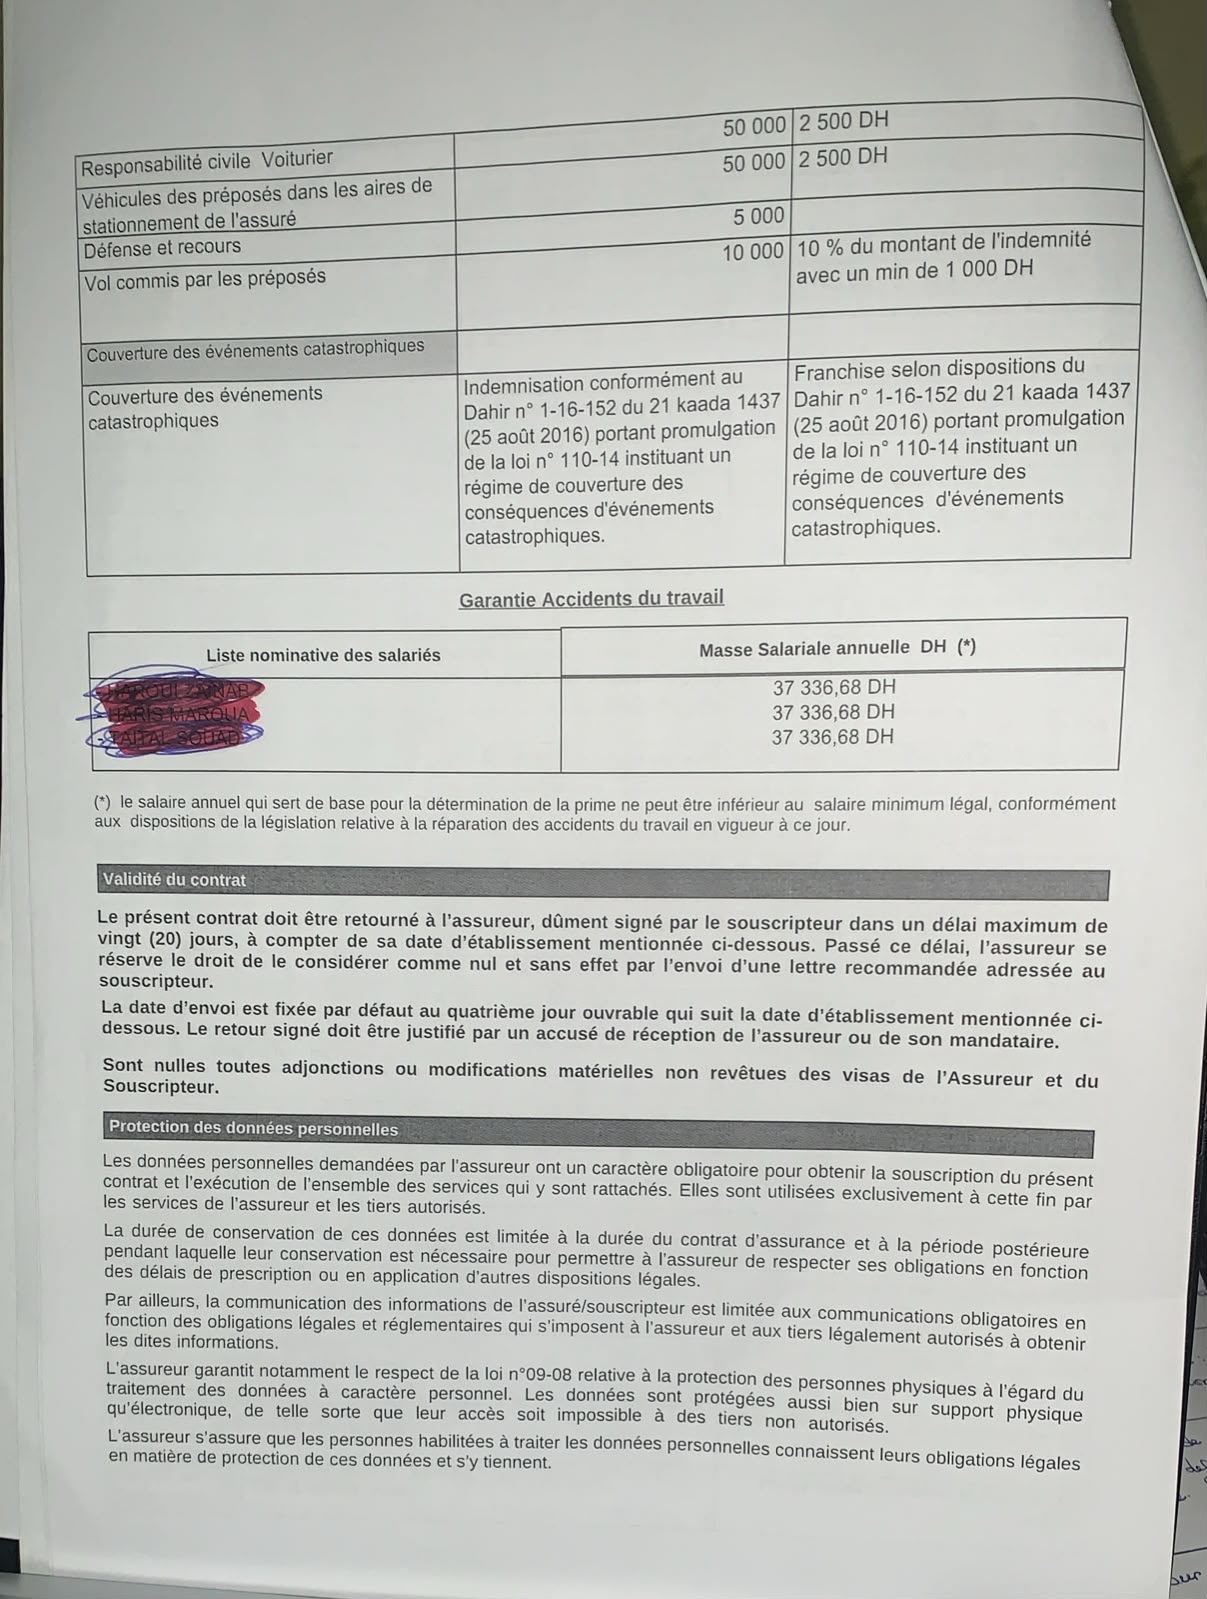 50 000 2 500 DH
Responsabilité civile Voiturier
50 000 2 500 DH
Véhicules des préposés dans les aires de
stationnement de l'assuré
5 000
Défense et recours
10 000 10 % du montant de l'indemnité
Vol commis par les préposés
avec un min de 1 000 DH
Couverture des événements catastrophiques
Couverture des événements
catastrophiques
Indemnisation conformément au
Dahir n° 1-16-152 du 21 kaada 1437
(25 août 2016) portant promulgation
de la loi n° 110-14 instituant un
régime de couverture des
conséquences d'événements
catastrophiques.
Franchise selon dispositions du
Dahir n° 1-16-152 du 21 kaada 1437
(25 août 2016) portant promulgation
de la loi n° 110-14 instituant un
régime de couverture des
conséquences d'événements
catastrophiques.
Garantie Accidents du travail
Liste nominative des salariés
Masse Salariale annuelle DH (*)
37 336,68 DH
37 336,68 DH
37 336,68 DH
(*) le salaire annuel qui sert de base pour la détermination de la prime ne peut être inférieur au salaire minimum légal, conformément
aux dispositions de la législation relative à la réparation des accidents du travail en vigueur à ce jour.
Validité du contrat
Le présent contrat doit être retourné à l'assureur, dûment signé par le souscripteur dans un délai maximum de
vingt (20) jours, à compter de sa date d'établissement mentionnée ci-dessous. Passé ce délai, l'assureur se
réserve le droit de le considérer comme nul et sans effet par l'envoi d'une lettre recommandée adressée au
souscripteur.
La date d'envoi est fixée par défaut au quatrième jour ouvrable qui suit la date d'établissement mentionnée ci-
dessous. Le retour signé doit être justifié par un accusé de réception de l'assureur ou de son mandataire.
Sont nulles toutes adjonctions ou modifications matérielles non revêtues des visas de l'Assureur et du
Souscripteur.
Protection des données personnelles
Les données personnelles demandées par l'assureur ont un caractère obligatoire pour obtenir la souscription du présent
contrat et l'exécution de l'ensemble des services qui y sont rattachés. Elles sont utilisées exclusivement à cette fin par
les services de l'assureur et les tiers autorisés.
La durée de conservation de ces données est limitée à la durée du contrat d'assurance et à la période postérieure
pendant laquelle leur conservation est nécessaire pour permettre à l'assureur de respecter ses obligations en fonction
des délais de prescription ou en application d'autres dispositions légales.
Par ailleurs, la communication des informations de l'assuré/souscripteur est limitée aux communications obligatoires en
fonction des obligations légales et réglementaires qui s'imposent à l'assureur et aux tiers légalement autorisés à obtenir
les dites informations.
L'assureur garantit notamment le respect de la loi n°09-08 relative à la protection des personnes physiques à l'égard du
traitement des données à caractère personnel. Les données sont protégées aussi bien sur support physique
qu'électronique, de telle sorte que leur accès soit impossible à des tiers non autorisés.
L'assureur s'assure que les personnes habilitées à traiter les données personnelles connaissent leurs obligations légales
en matière de protection de ces données et s'y tiennent.